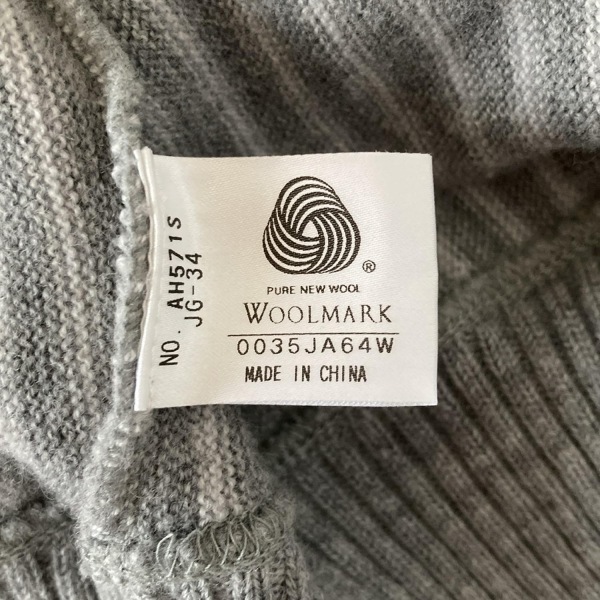 ®
PURE NEW WOOL
WOOLMARK
0035JA64W
MADE IN CHINA
NO. AH571S
JG-34